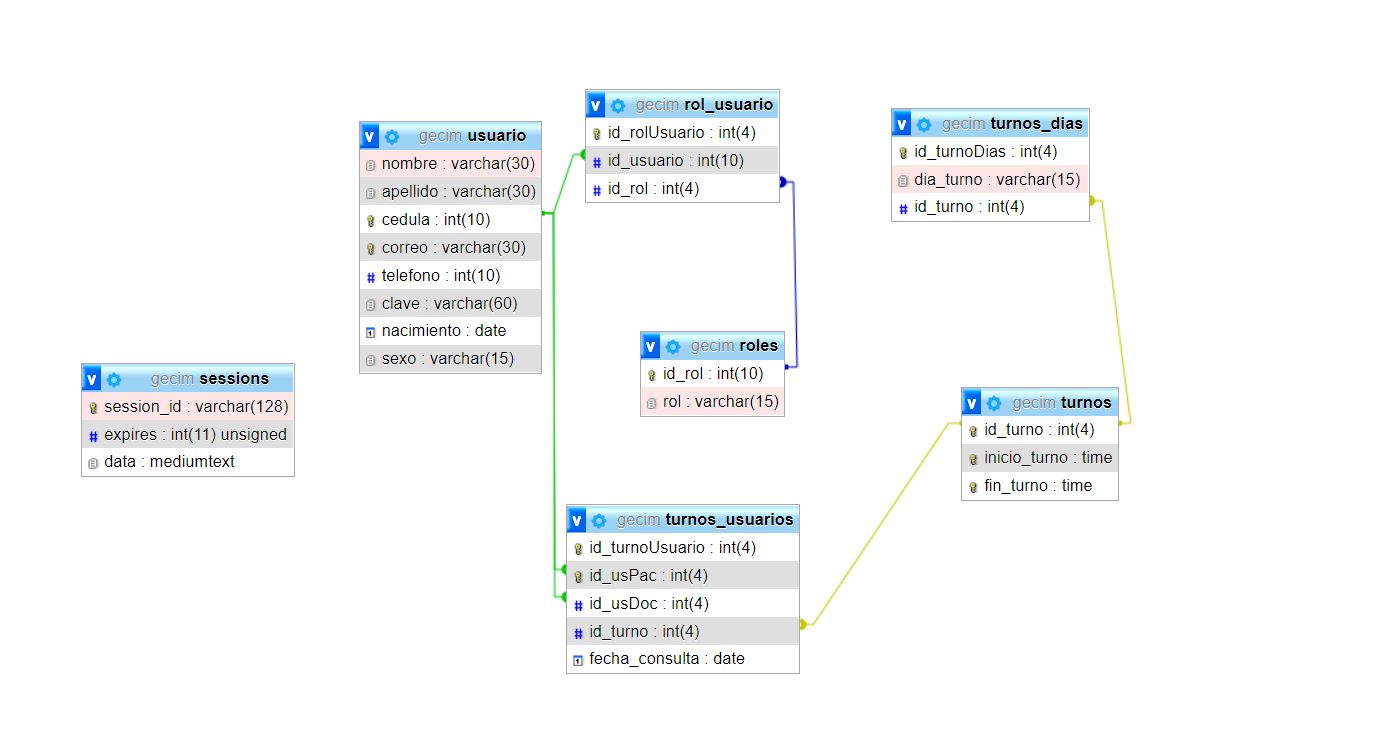 v gecim usuario
nombre : varchar(30)
apellido : varchar(30)
cedula : int(10)
correo : varchar(30)
telefono : int(10)
clave : varchar(60)
nacimiento : date
sexo : varchar(15)
v gecim rol_usuario
id_rolUsuario : int(4)
id_usuario : int(10)
id_rol : int(4)
v gecim turnos_dias
id_turnoDias : int(4)
dia_turno : varchar(15)
id_turno : int(4)
v gecim sessions
session_id : varchar(128)
expires : int(11) unsigned
data : mediumtext
v gecim roles
id_rol : int(10)
rol : varchar(15)
v gecim turnos
id_turno : int(4)
inicio_turno : time
fin_turno : time
v gecim turnos_usuarios
id_turnoUsuario : int(4)
id_usPac : int(4)
id_usDoc : int(4)
id_turno : int(4)
fecha_consulta : date